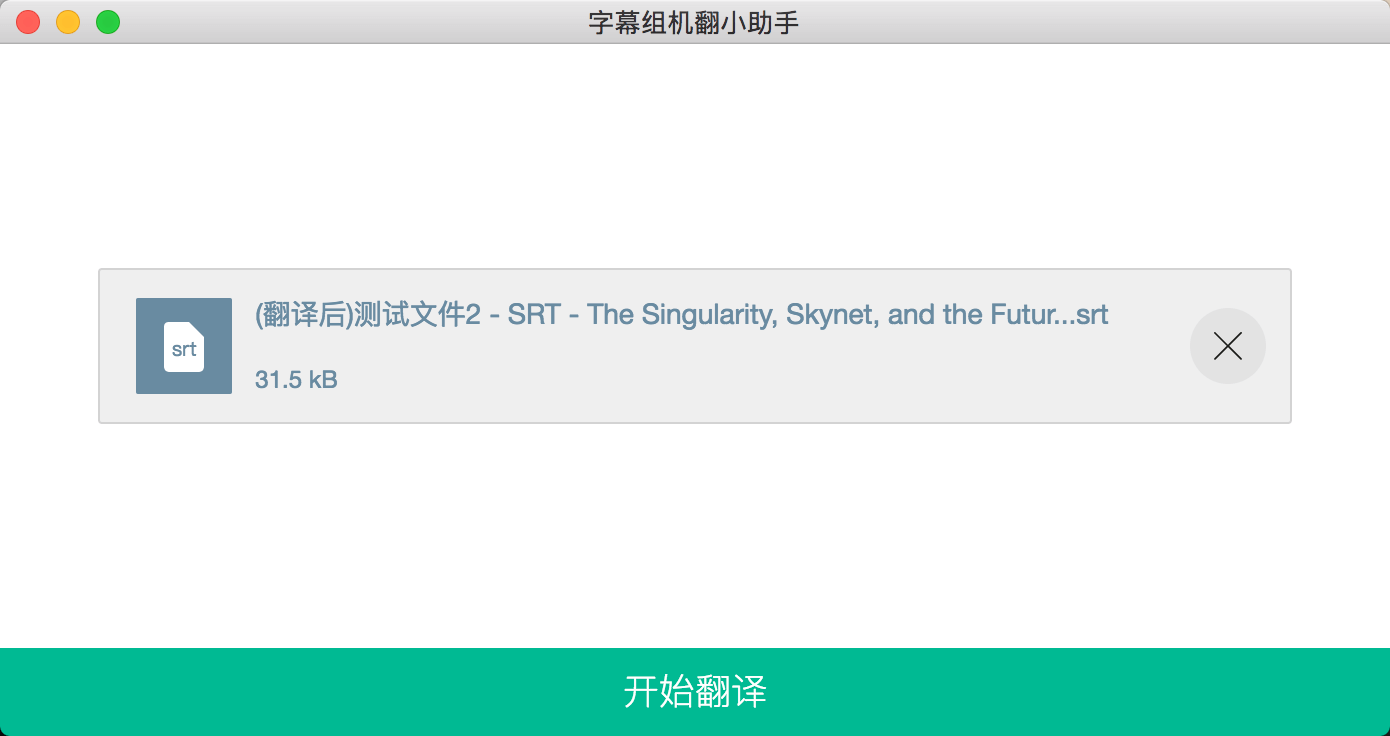 字幕组机翻小助手
srt
(翻译后)测试文件2 - SRT - The Singularity, Skynet, and the Futur...srt
31.5 kB
开始翻译